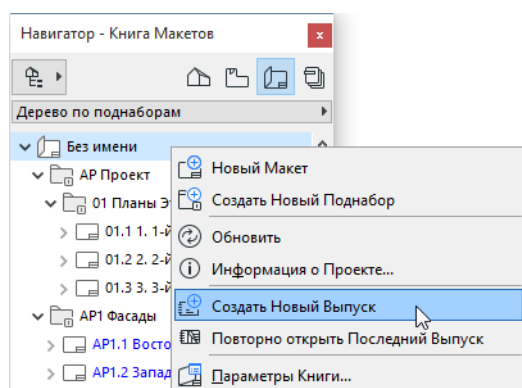 Навигатор - Книга Макетов
Дерево по поднаборам
Без имени
АР Проект
01 Планы
01.1 1. 1-й
01.2 2. 2-й
01.3 3. 3-й
АР1 Фасады
АР1.1 Восто
АР1.2 Запад
Новый Макет
Создать Новый Поднабор
Обновить
Информация о Проекте...
Создать Новый Выпуск
Повторно открыть Последний Выпуск
Параметры Книги...